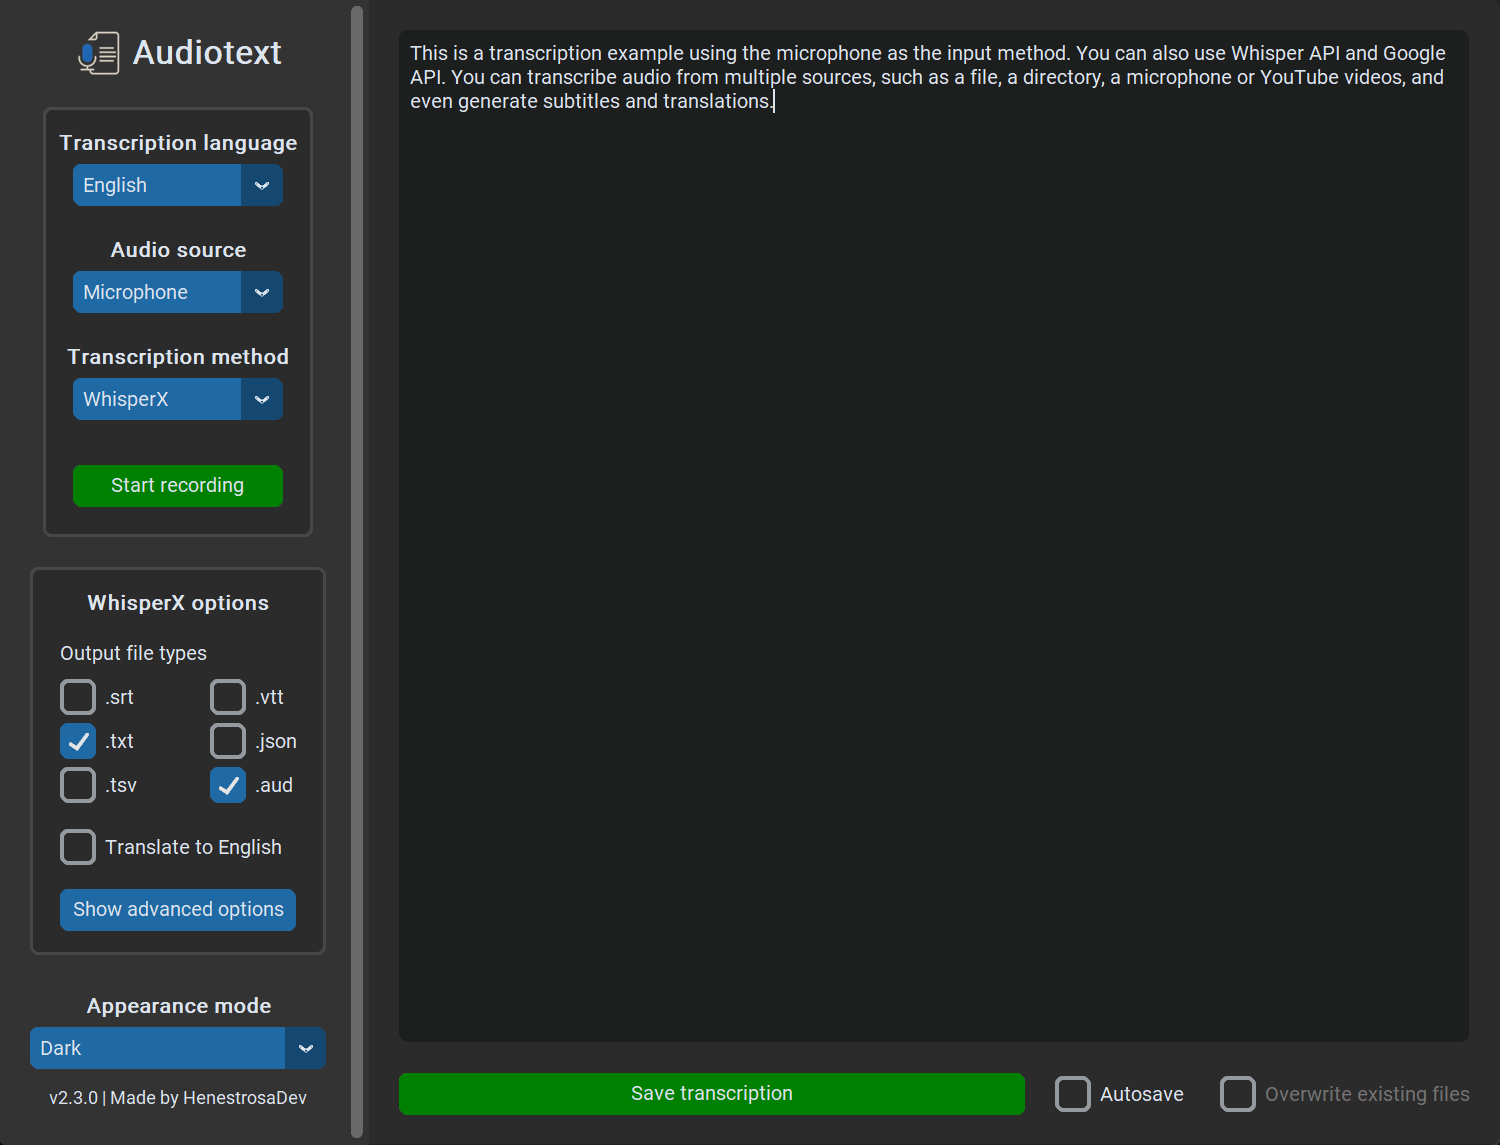 Audiotext
Transcription language
English
Audio source
Microphone
Transcription method
WhisperX
Start recording
WhisperX options
Output file types
.srt
.vtt
.txt
.json
.tsv
.aud
Translate to English
Show advanced options
Appearance mode
Dark
v2.3.0 | Made by HenestrosaDev
This is a transcription example using the microphone as the input method. You can also use Whisper API and Google
API. You can transcribe audio from multiple sources, such as a file, a directory, a microphone or YouTube videos, and
even generate subtitles and translations.
Save transcription
Autosave
Overwrite existing files